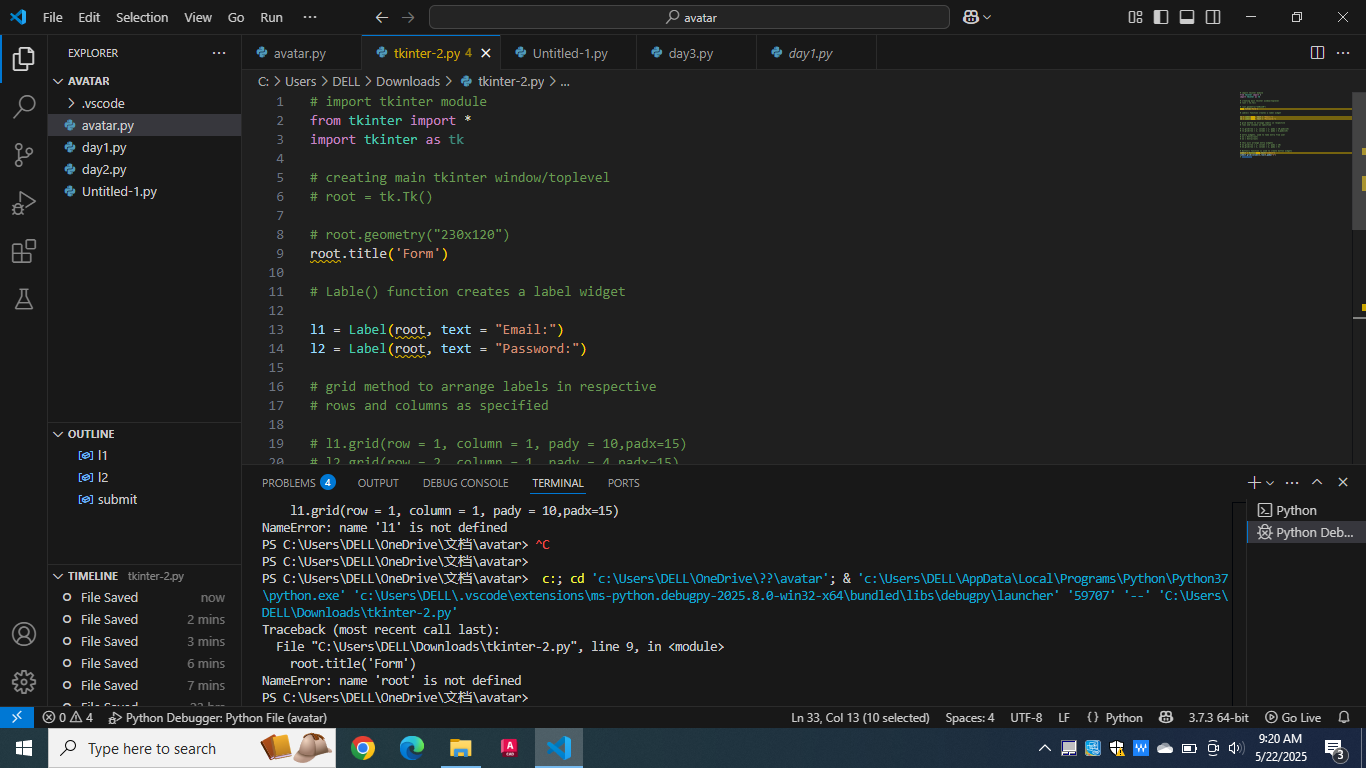 File Edit Selection View Go Run ··· avatar
EXPLORER ···
AVATAR
.vscode
avatar.py
day1.py
day2.py
Untitled-1.py
OUTLINE
l1
l2
submit
TIMELINE tkinter-2.py
File Saved now
File Saved 2 mins
File Saved 3 mins
File Saved 6 mins
File Saved 7 mins
avatar.py tkinter-2.py 4 Untitled-1.py day3.py day1.py
C: > Users > DELL > Downloads > tkinter-2.py > ...
1 # import tkinter module
2 from tkinter import *
3 import tkinter as tk
4
5 # creating main tkinter window/toplevel
6 # root = tk.Tk()
7
8 # root.geometry("230x120")
9 root.title('Form')
10
11 # Lable() function creates a label widget
12
13 l1 = Label(root, text = "Email:")
14 l2 = Label(root, text = "Password:")
15
16 # grid method to arrange labels in respective
17 # rows and columns as specified
18
19 # l1.grid(row = 1, column = 1, pady = 10,padx=15)
20 # l2.grid(row = 2, column = 1, pady = 4,padx=15)
PROBLEMS 4 OUTPUT DEBUG CONSOLE TERMINAL PORTS
l1.grid(row = 1, column = 1, pady = 10,padx=15)
NameError: name 'l1' is not defined
PS C:\Users\DELL\OneDrive\文档\avatar> ^C
PS C:\Users\DELL\OneDrive\文档\avatar>
PS C:\Users\DELL\OneDrive\文档\avatar> c:; cd 'c:\Users\DELL\OneDrive\??\avatar'; & 'c:\Users\DELL\AppData\Local\Programs\Python\Python37
\python.exe' 'c:\Users\DELL\.vscode\extensions\ms-python.debugpy-2025.8.0-win32-x64\bundled\libs\debugpy\launcher' '59707' '--' 'C:\Users\
DELL\Downloads\tkinter-2.py'
Traceback (most recent call last):
File "C:\Users\DELL\Downloads\tkinter-2.py", line 9, in <module>
root.title('Form')
NameError: name 'root' is not defined
PS C:\Users\DELL\OneDrive\文档\avatar>
Python
Python Deb...
0 4 Python Debugger: Python File (avatar) Ln 33, Col 13 (10 selected) Spaces: 4 UTF-8 LF {} Python 3.7.3 64-bit Go Live
Type here to search
9:20 AM
5/22/2025
3